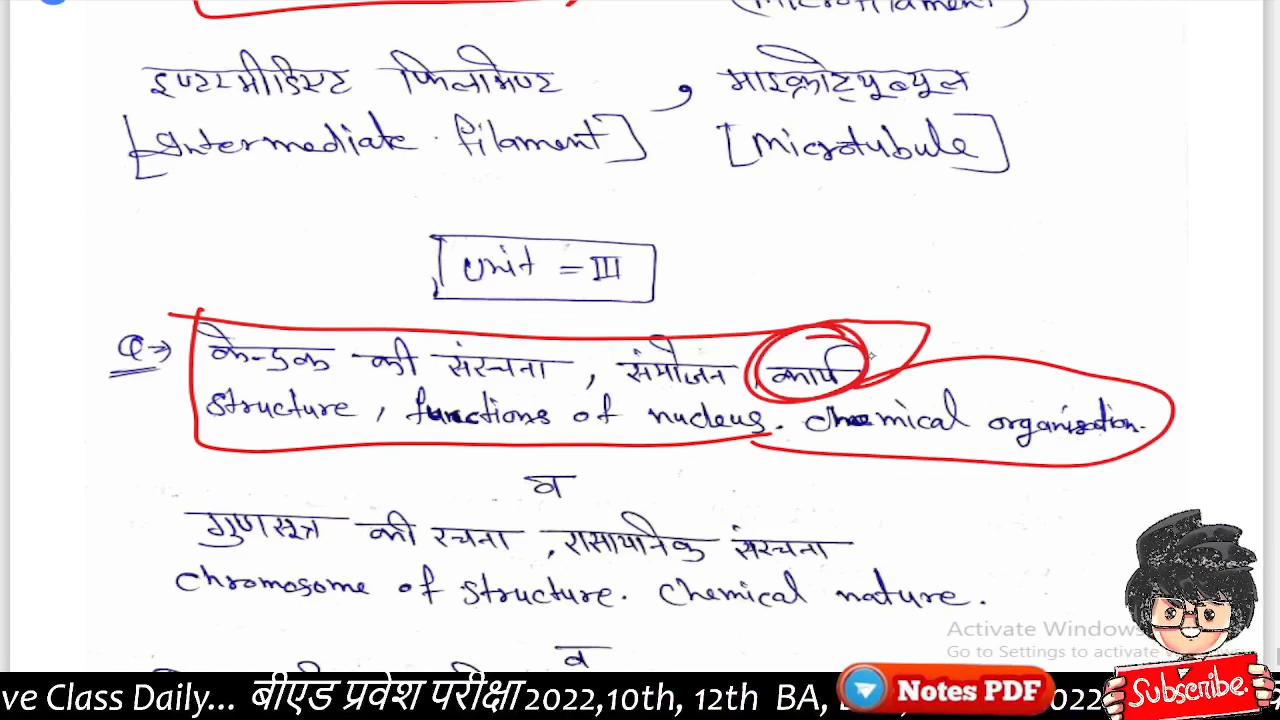 (Microfilament)
इण्टरमीडिएट फिलामेण्ट , माइक्रोट्यूब्यूल
[Intermediate filament] [Microtubule]
Unit = III
Q⇒ केन्द्रक की संरचना , संयोजन , कार्य
structure, functions of nucleus. chemical organisation.
व
गुणसूत्र की रचना , रासायनिक संरचना
chromosome of structure. chemical nature.
व
Activate Windows
Go to Settings to activate
ve Class Daily... बीएड प्रवेश परीक्षा 2022,10th, 12th BA,
Notes PDF
Subscribe.